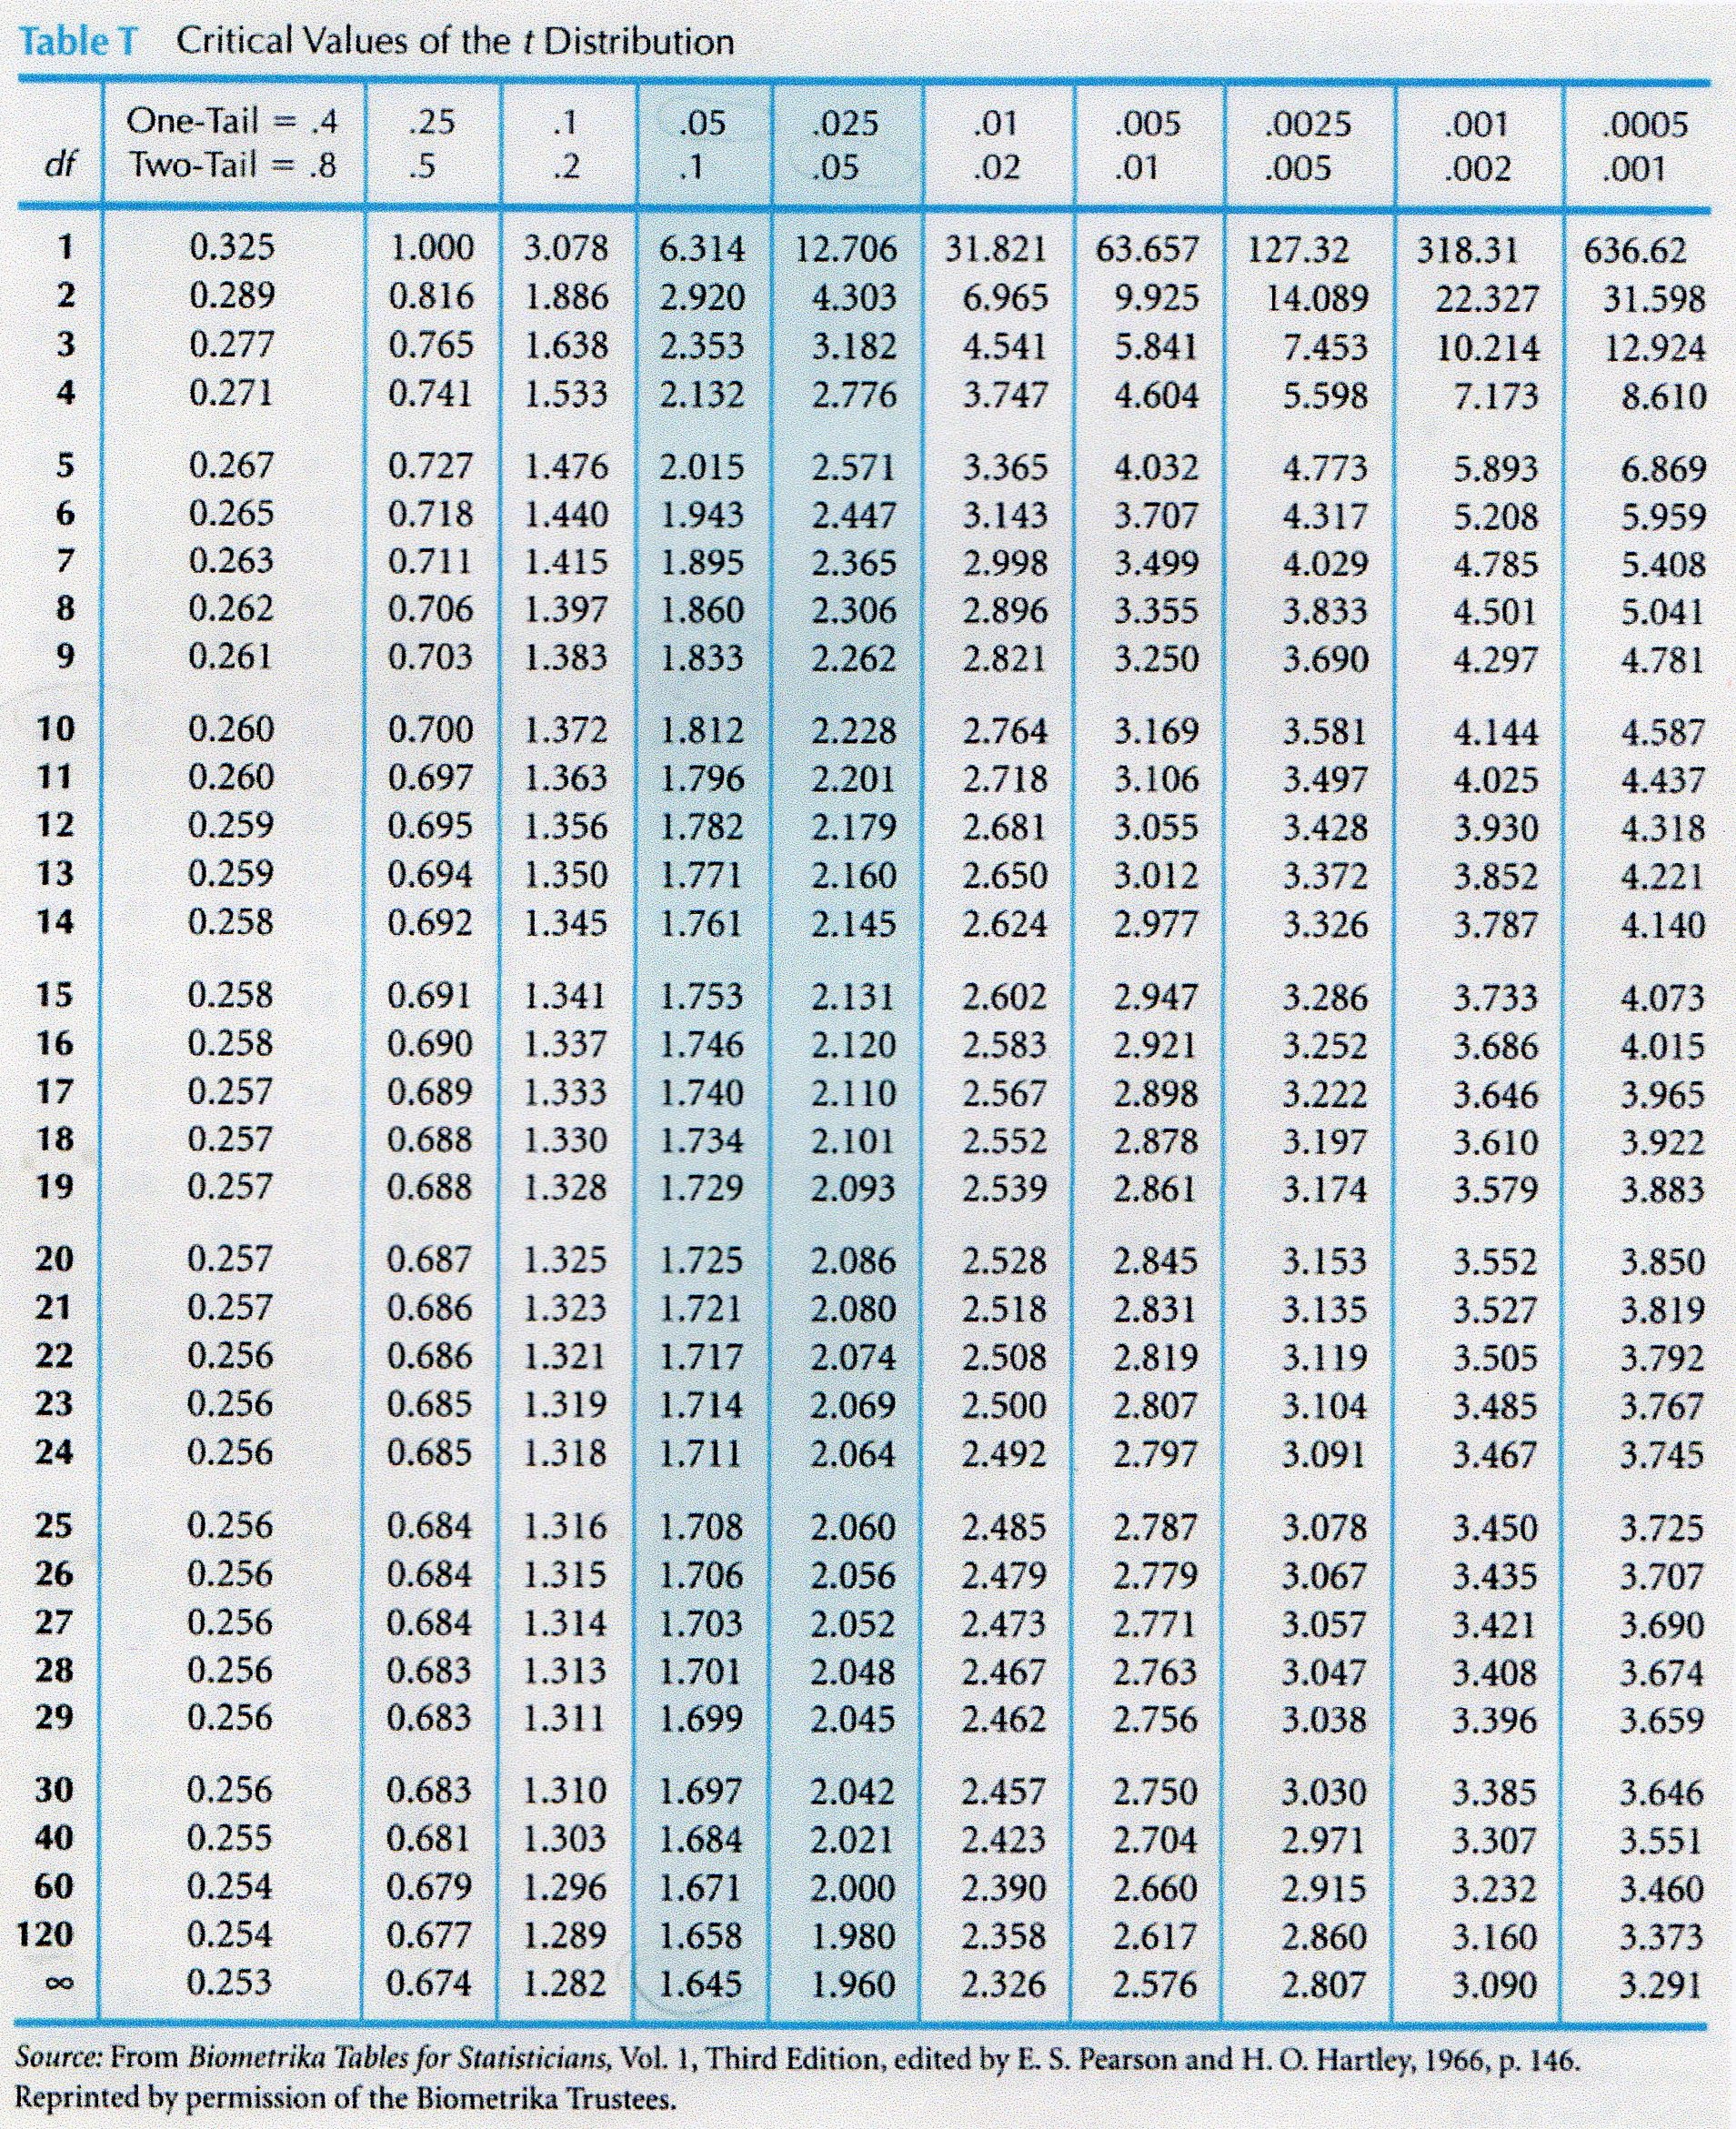 Table T Critical Values of the t Distribution
One-Tail = .4 .25 .1 .05 .025 .01 .005 .0025 .001 .0005
df Two-Tail = .8 .5 .2 .1 .05 .02 .01 .005 .002 .001
1 0.325 1.000 3.078 6.314 12.706 31.821 63.657 127.32 318.31 636.62
2 0.289 0.816 1.886 2.920 4.303 6.965 9.925 14.089 22.327 31.598
3 0.277 0.765 1.638 2.353 3.182 4.541 5.841 7.453 10.214 12.924
4 0.271 0.741 1.533 2.132 2.776 3.747 4.604 5.598 7.173 8.610
5 0.267 0.727 1.476 2.015 2.571 3.365 4.032 4.773 5.893 6.869
6 0.265 0.718 1.440 1.943 2.447 3.143 3.707 4.317 5.208 5.959
7 0.263 0.711 1.415 1.895 2.365 2.998 3.499 4.029 4.785 5.408
8 0.262 0.706 1.397 1.860 2.306 2.896 3.355 3.833 4.501 5.041
9 0.261 0.703 1.383 1.833 2.262 2.821 3.250 3.690 4.297 4.781
10 0.260 0.700 1.372 1.812 2.228 2.764 3.169 3.581 4.144 4.587
11 0.260 0.697 1.363 1.796 2.201 2.718 3.106 3.497 4.025 4.437
12 0.259 0.695 1.356 1.782 2.179 2.681 3.055 3.428 3.930 4.318
13 0.259 0.694 1.350 1.771 2.160 2.650 3.012 3.372 3.852 4.221
14 0.258 0.692 1.345 1.761 2.145 2.624 2.977 3.326 3.787 4.140
15 0.258 0.691 1.341 1.753 2.131 2.602 2.947 3.286 3.733 4.073
16 0.258 0.690 1.337 1.746 2.120 2.583 2.921 3.252 3.686 4.015
17 0.257 0.689 1.333 1.740 2.110 2.567 2.898 3.222 3.646 3.965
18 0.257 0.688 1.330 1.734 2.101 2.552 2.878 3.197 3.610 3.922
19 0.257 0.688 1.328 1.729 2.093 2.539 2.861 3.174 3.579 3.883
20 0.257 0.687 1.325 1.725 2.086 2.528 2.845 3.153 3.552 3.850
21 0.257 0.686 1.323 1.721 2.080 2.518 2.831 3.135 3.527 3.819
22 0.256 0.686 1.321 1.717 2.074 2.508 2.819 3.119 3.505 3.792
23 0.256 0.685 1.319 1.714 2.069 2.500 2.807 3.104 3.485 3.767
24 0.256 0.685 1.318 1.711 2.064 2.492 2.797 3.091 3.467 3.745
25 0.256 0.684 1.316 1.708 2.060 2.485 2.787 3.078 3.450 3.725
26 0.256 0.684 1.315 1.706 2.056 2.479 2.779 3.067 3.435 3.707
27 0.256 0.684 1.314 1.703 2.052 2.473 2.771 3.057 3.421 3.690
28 0.256 0.683 1.313 1.701 2.048 2.467 2.763 3.047 3.408 3.674
29 0.256 0.683 1.311 1.699 2.045 2.462 2.756 3.038 3.396 3.659
30 0.256 0.683 1.310 1.697 2.042 2.457 2.750 3.030 3.385 3.646
40 0.255 0.681 1.303 1.684 2.021 2.423 2.704 2.971 3.307 3.551
60 0.254 0.679 1.296 1.671 2.000 2.390 2.660 2.915 3.232 3.460
120 0.254 0.677 1.289 1.658 1.980 2.358 2.617 2.860 3.160 3.373
∞ 0.253 0.674 1.282 1.645 1.960 2.326 2.576 2.807 3.090 3.291
Source: From Biometrika Tables for Statisticians, Vol. 1, Third Edition, edited by E. S. Pearson and H. O. Hartley, 1966, p. 146.
Reprinted by permission of the Biometrika Trustees.